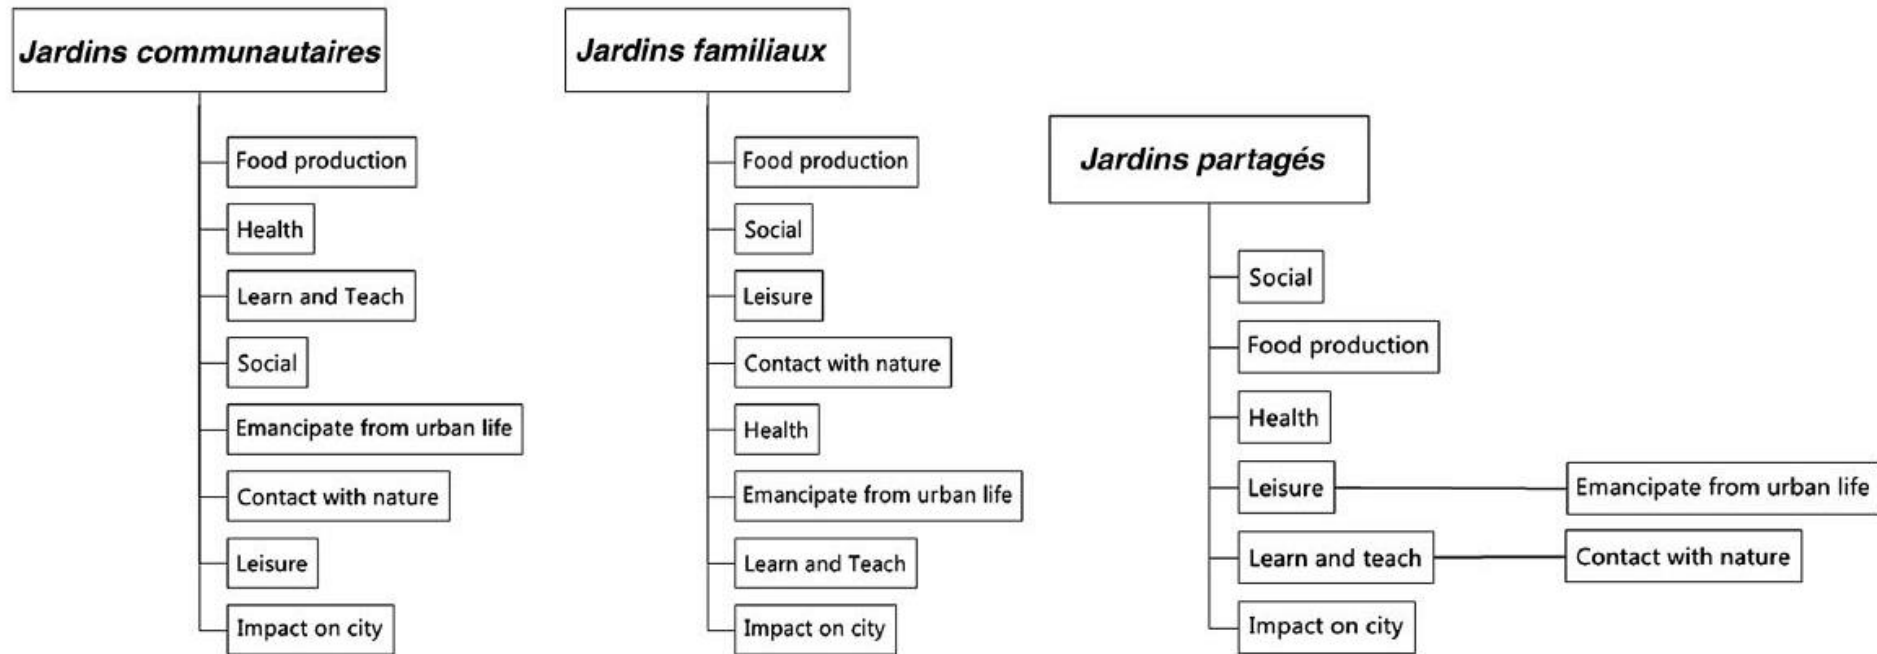 Jardins communautaires
Food production
Health
Learn and Teach
Social
Emancipate from urban life
Contact with nature
Leisure
Impact on city
Jardins familiaux
Food production
Social
Leisure
Contact with nature
Health
Emancipate from urban life
Learn and Teach
Impact on city
Jardins partagés
Social
Food production
Health
Leisure
Emancipate from urban life
Learn and teach
Contact with nature
Impact on city